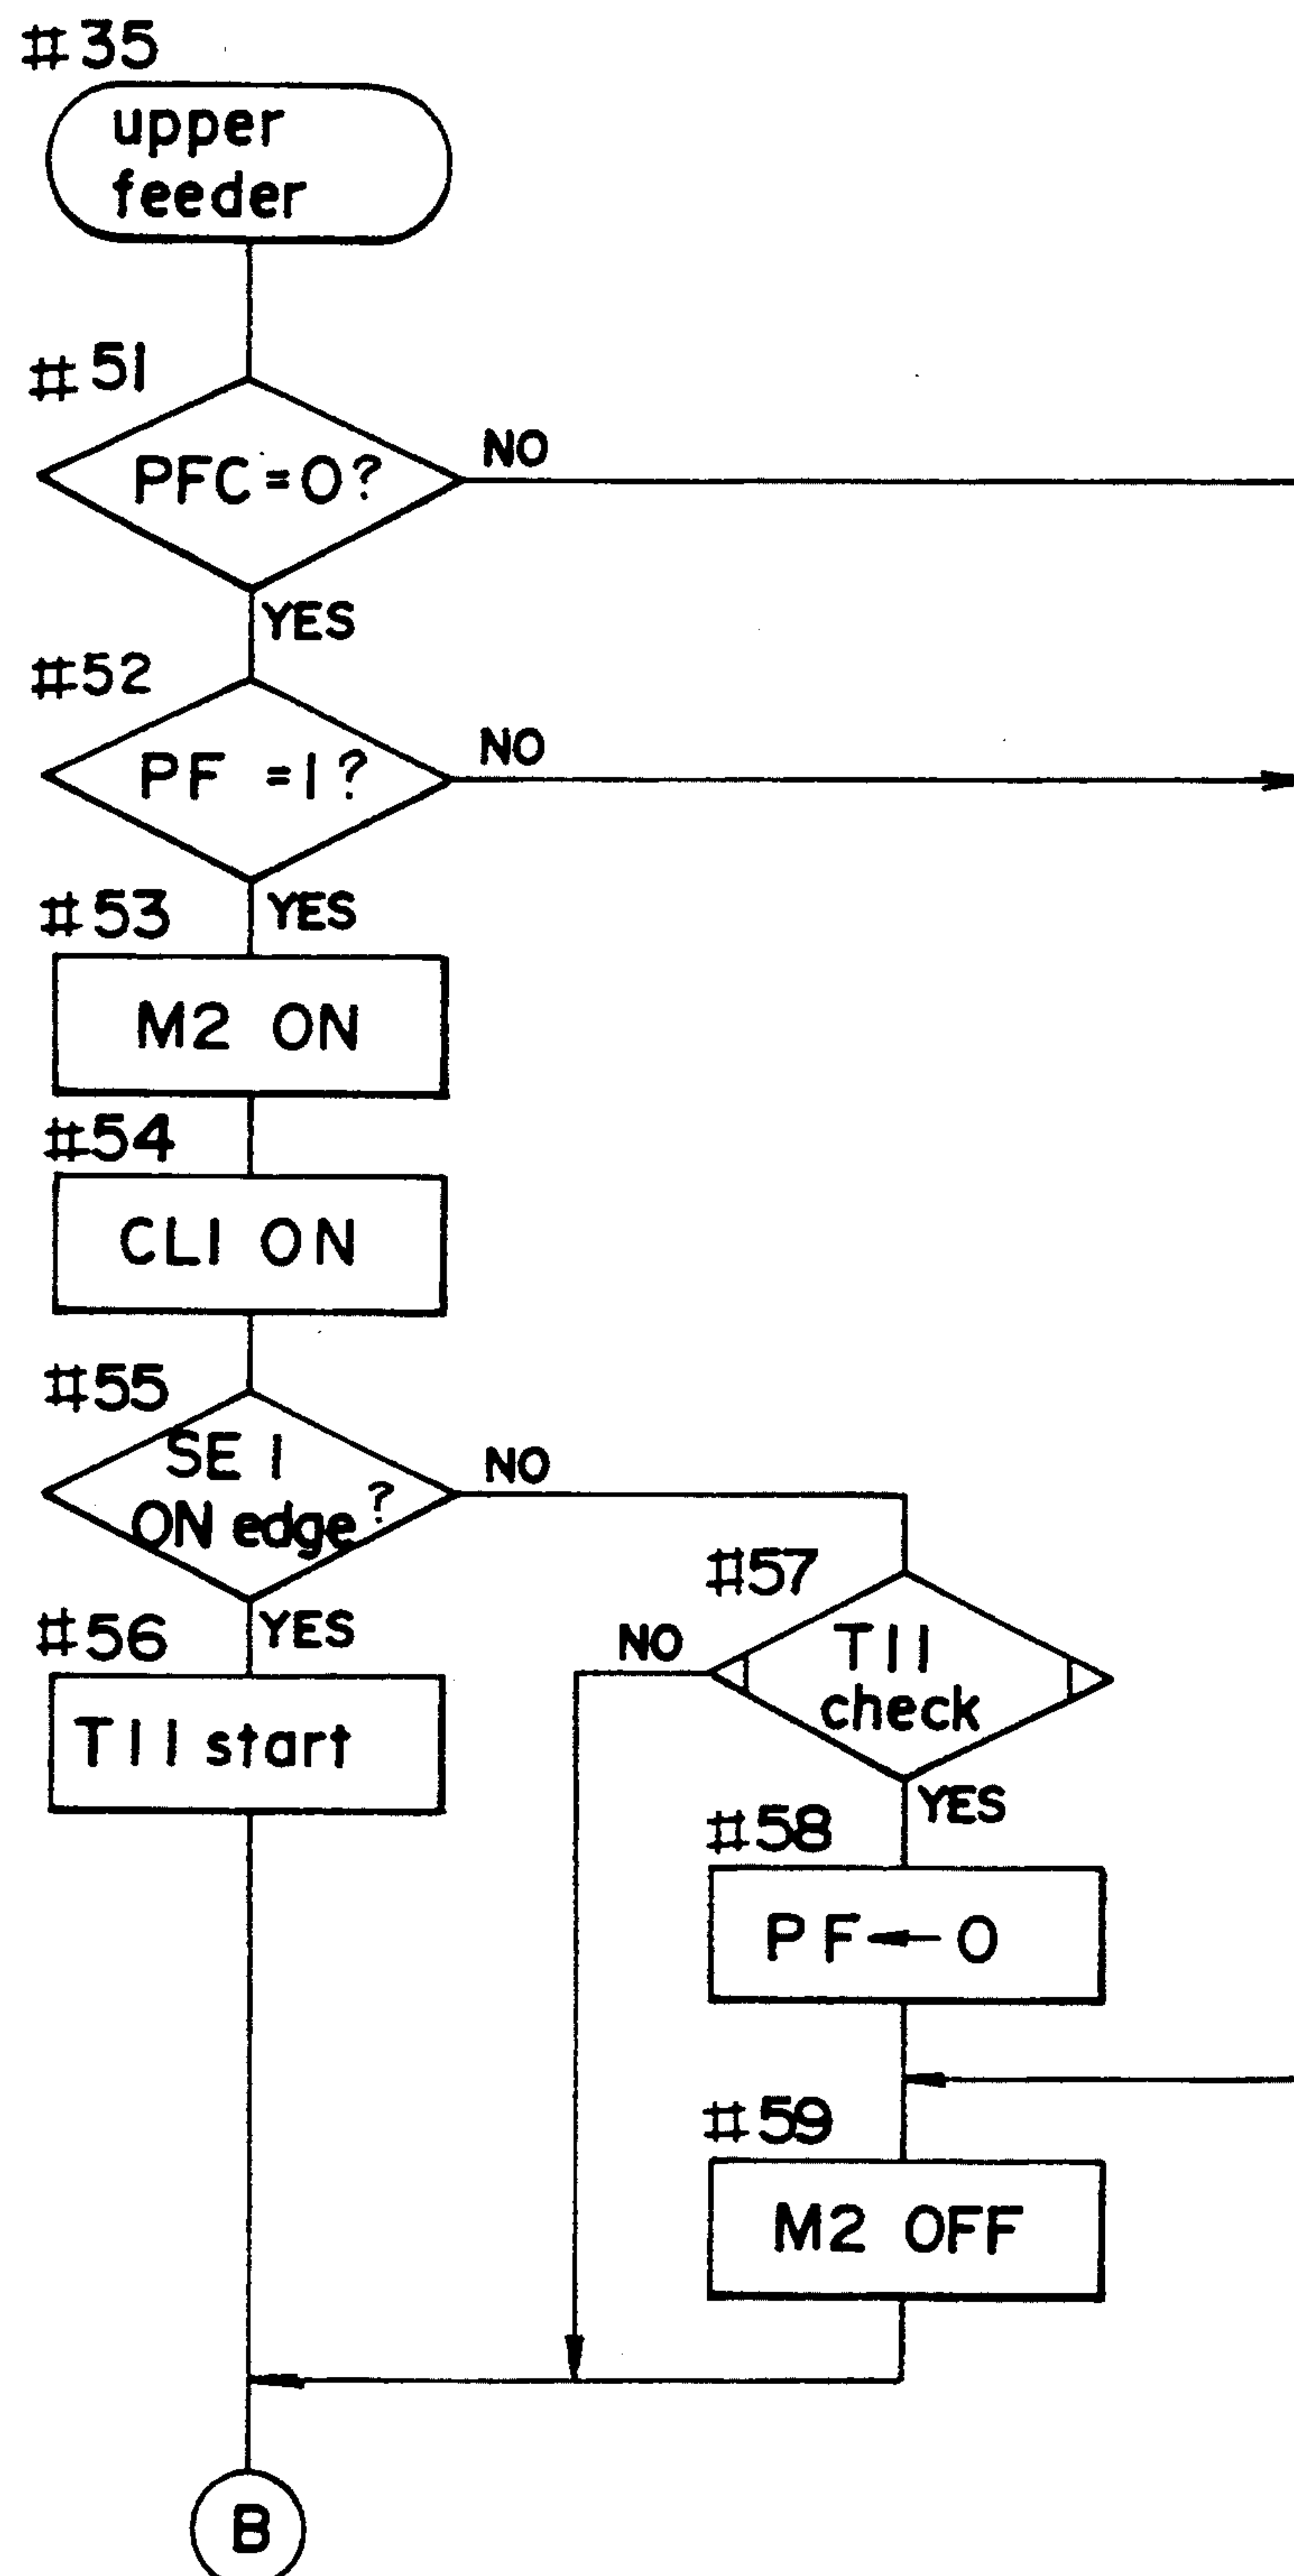 #35
upper
feeder
#51
PFC=0?
NO
YES
#52
PF =1?
NO
YES
#53
M2 ON
#54
CL1 ON
#55
SE 1
ON edge?
NO
YES
#56
T11 start
#57
T11
check
NO
YES
#58
PF←0
#59
M2 OFF
B